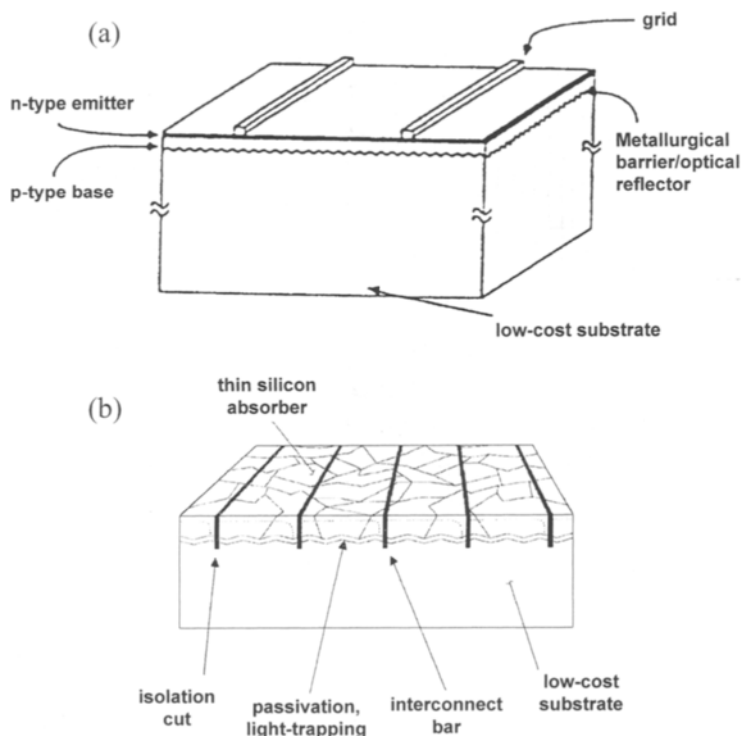 (a)
grid
n-type emitter
p-type base
Metallurgical
barrier/optical
reflector
low-cost substrate
(b)
thin silicon
absorber
isolation
cut
passivation,
light-trapping
interconnect
bar
low-cost
substrate